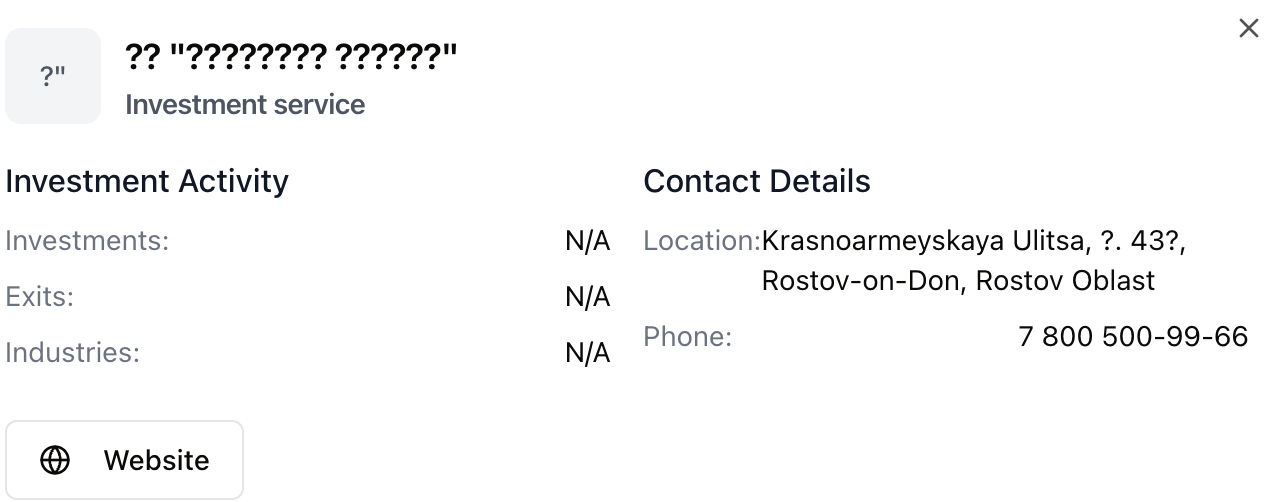 ?"
?? "???????? ??????"
Investment service
Investment Activity
Investments: N/A
Exits: N/A
Industries: N/A
Contact Details
Location: Krasnoarmeyskaya Ulitsa, ?. 43?,
Rostov-on-Don, Rostov Oblast
Phone: 7 800 500-99-66
Website